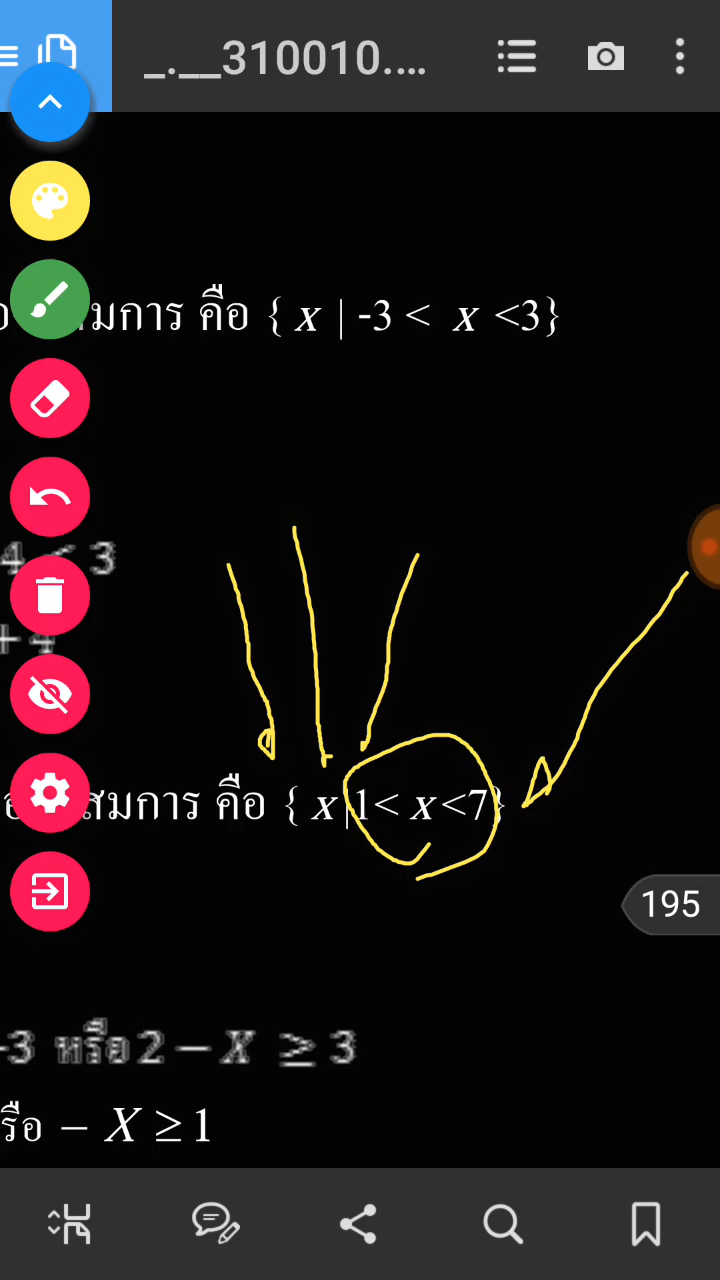 _.__310010....
สมการ คือ { x | -3 < x <3}
4 < 3
+ 4
สมการ คือ { x|1< x<7}
195
-3 หรือ 2 – X ≥ 3
รือ – X ≥ 1